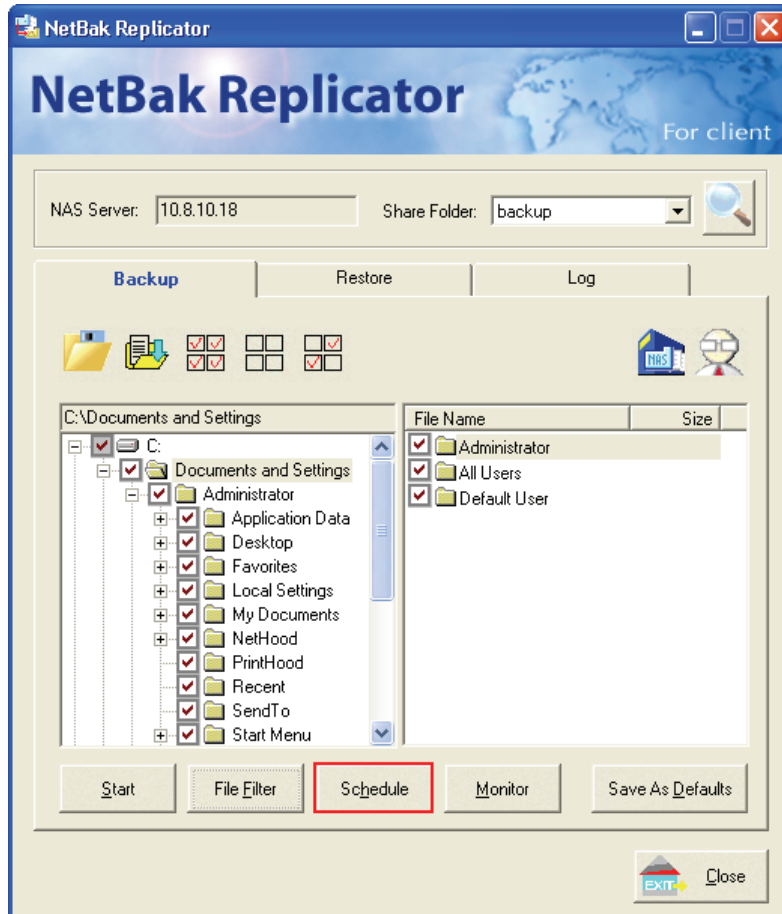 NetBak Replicator
NetBak Replicator
For client
NAS Server: 10.8.10.18 Share Folder: backup
Backup Restore Log
NAS
C:\Documents and Settings
File Name Size
C:
Documents and Settings
Administrator
Application Data
Desktop
Favorites
Local Settings
My Documents
NetHood
PrintHood
Recent
SendTo
Start Menu
Administrator
All Users
Default User
Start File Filter Schedule Monitor Save As Defaults
EXIT Close